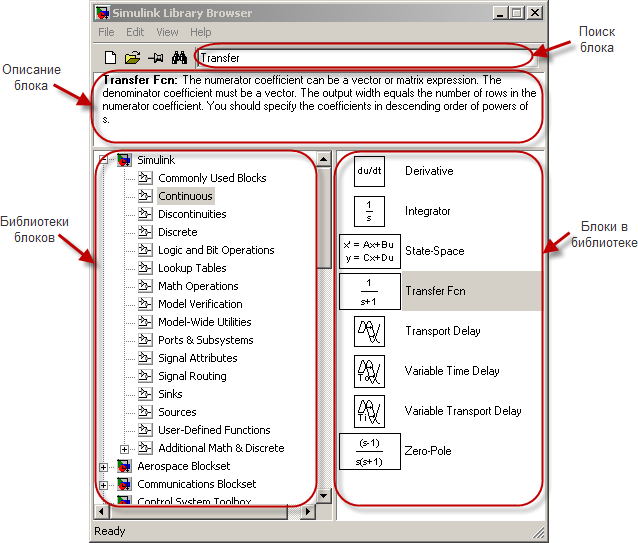 Simulink Library Browser
File Edit View Help
Transfer
Поиск
блока
Описание
блока
Transfer Fcn: The numerator coefficient can be a vector or matrix expression. The
denominator coefficient must be a vector. The output width equals the number of rows in the
numerator coefficient. You should specify the coefficients in descending order of powers of
s.
Библиотеки
блоков
Simulink
Commonly Used Blocks
Continuous
Discontinuities
Discrete
Logic and Bit Operations
Lookup Tables
Math Operations
Model Verification
Model-Wide Utilities
Ports & Subsystems
Signal Attributes
Signal Routing
Sinks
Sources
User-Defined Functions
Additional Math & Discrete
Aerospace Blockset
Communications Blockset
Control System Toolbox
du/dt Derivative
1
s
Integrator
x' = Ax+Bu
y = Cx+Du
State-Space
1
s+1
Transfer Fcn
Transport Delay
To
Variable Time Delay
Ti
Variable Transport Delay
(s-1)
s(s+1)
Zero-Pole
Блоки в
библиотеке
Ready